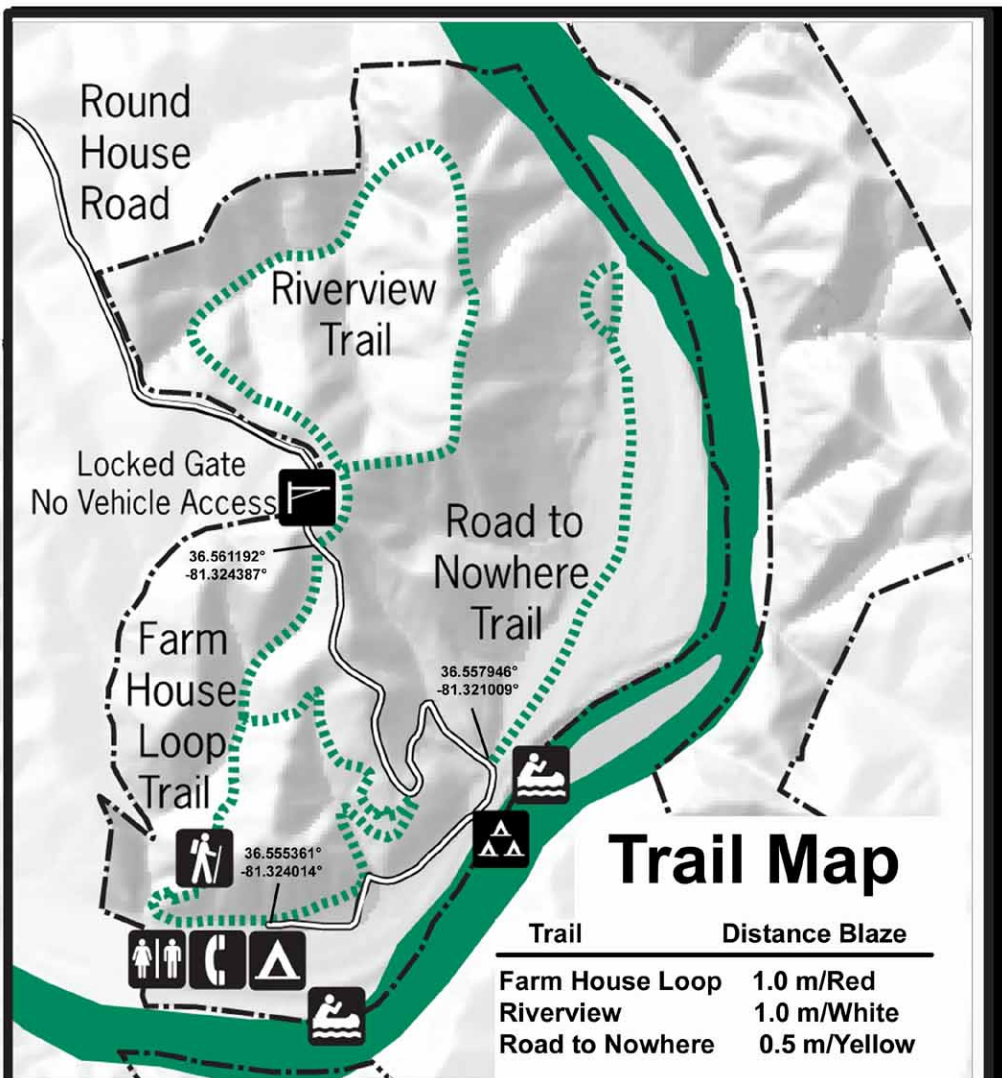 Round
House
Road
Riverview
Trail
Locked Gate
No Vehicle Access
36.561192°
-81.324387°
Road to
Nowhere
Trail
Farm
House
Loop
Trail
36.557946°
-81.321009°
36.555361°
-81.324014°
Trail Map
Trail Distance Blaze
Farm House Loop 1.0 m/Red
Riverview 1.0 m/White
Road to Nowhere 0.5 m/Yellow